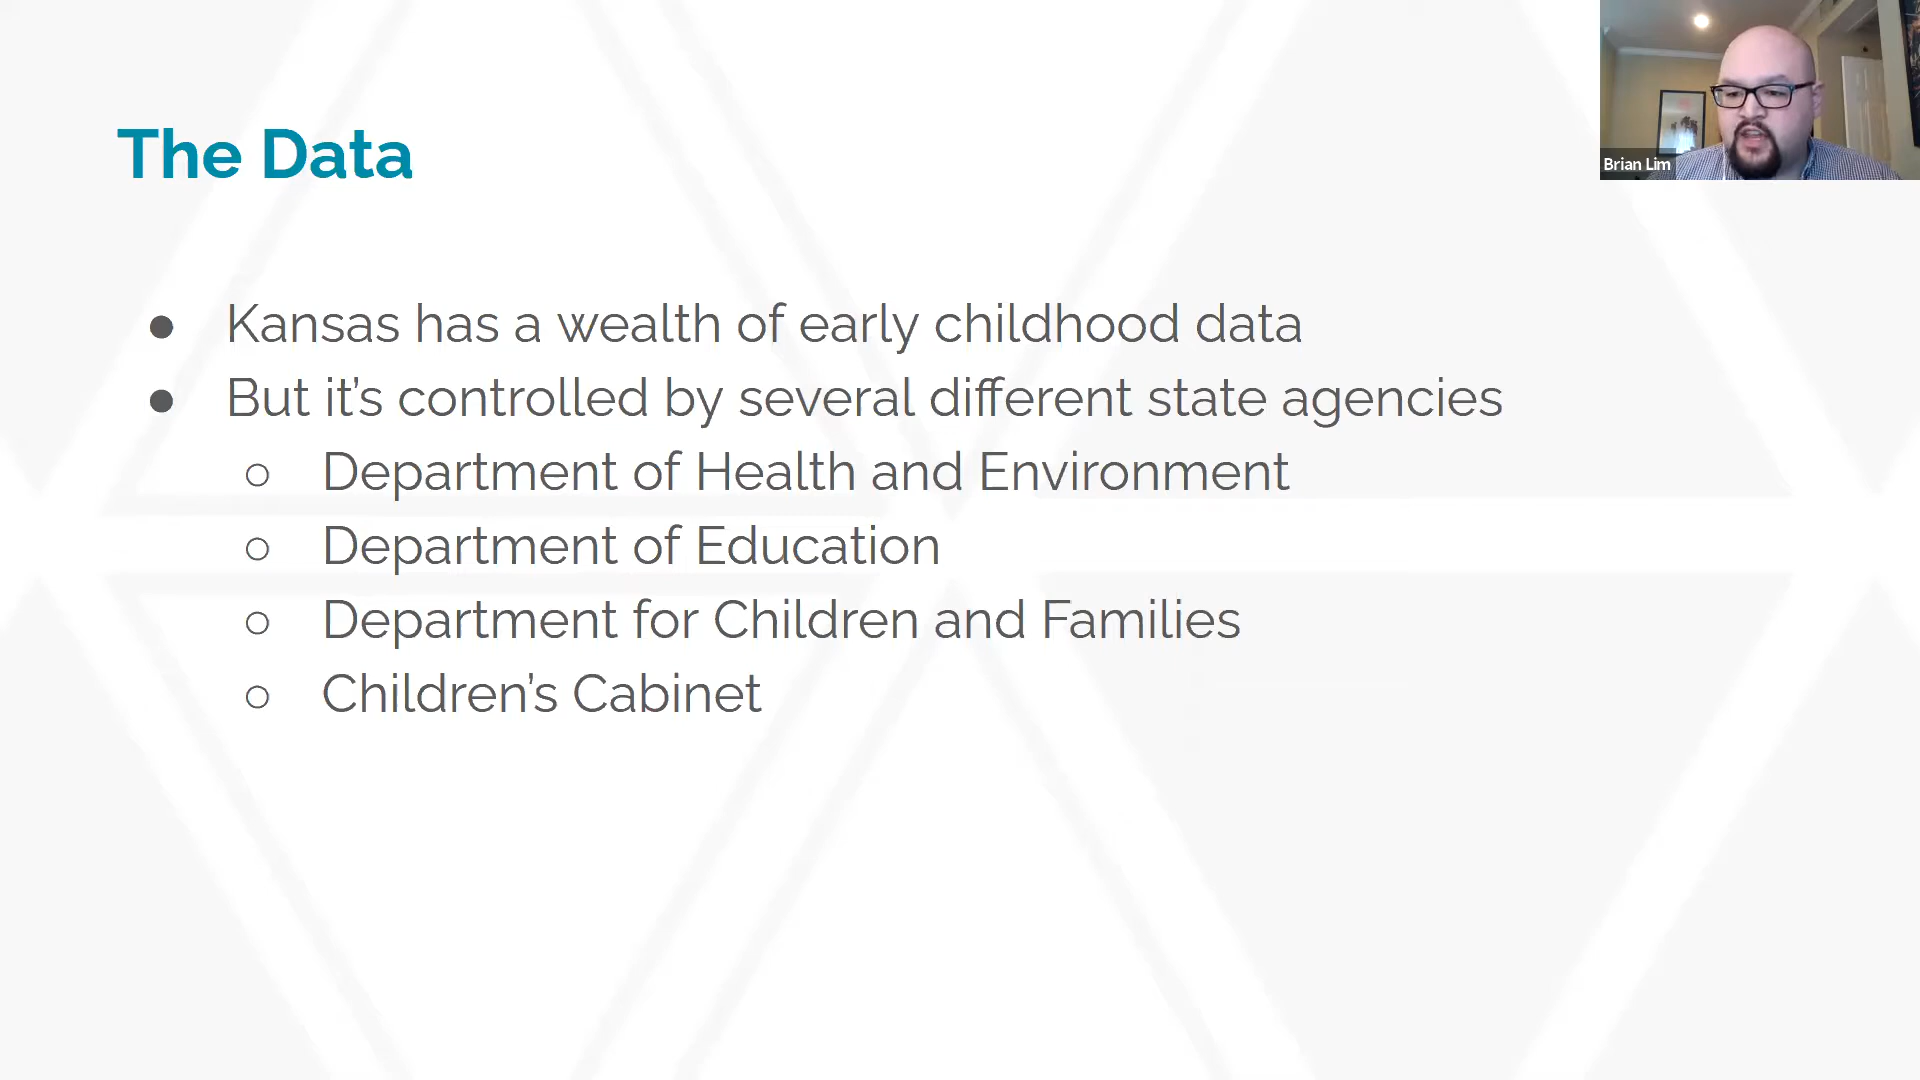 The Data
Brian Lim
● Kansas has a wealth of early childhood data
● But it’s controlled by several different state agencies
○ Department of Health and Environment
○ Department of Education
○ Department for Children and Families
○ Children’s Cabinet